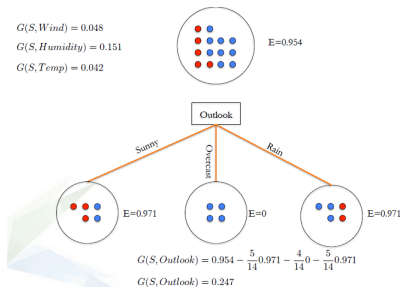 G(S, Wind) = 0.048
G(S, Humidity) = 0.151
G(S, Temp) = 0.042
E=0.954
Outlook
Sunny
Overcast
Rain
E=0.971
E=0
E=0.971
G(S, Outlook) = 0.954 − 5/14 0.971 − 4/14 0 − 5/14 0.971
G(S, Outlook) = 0.247